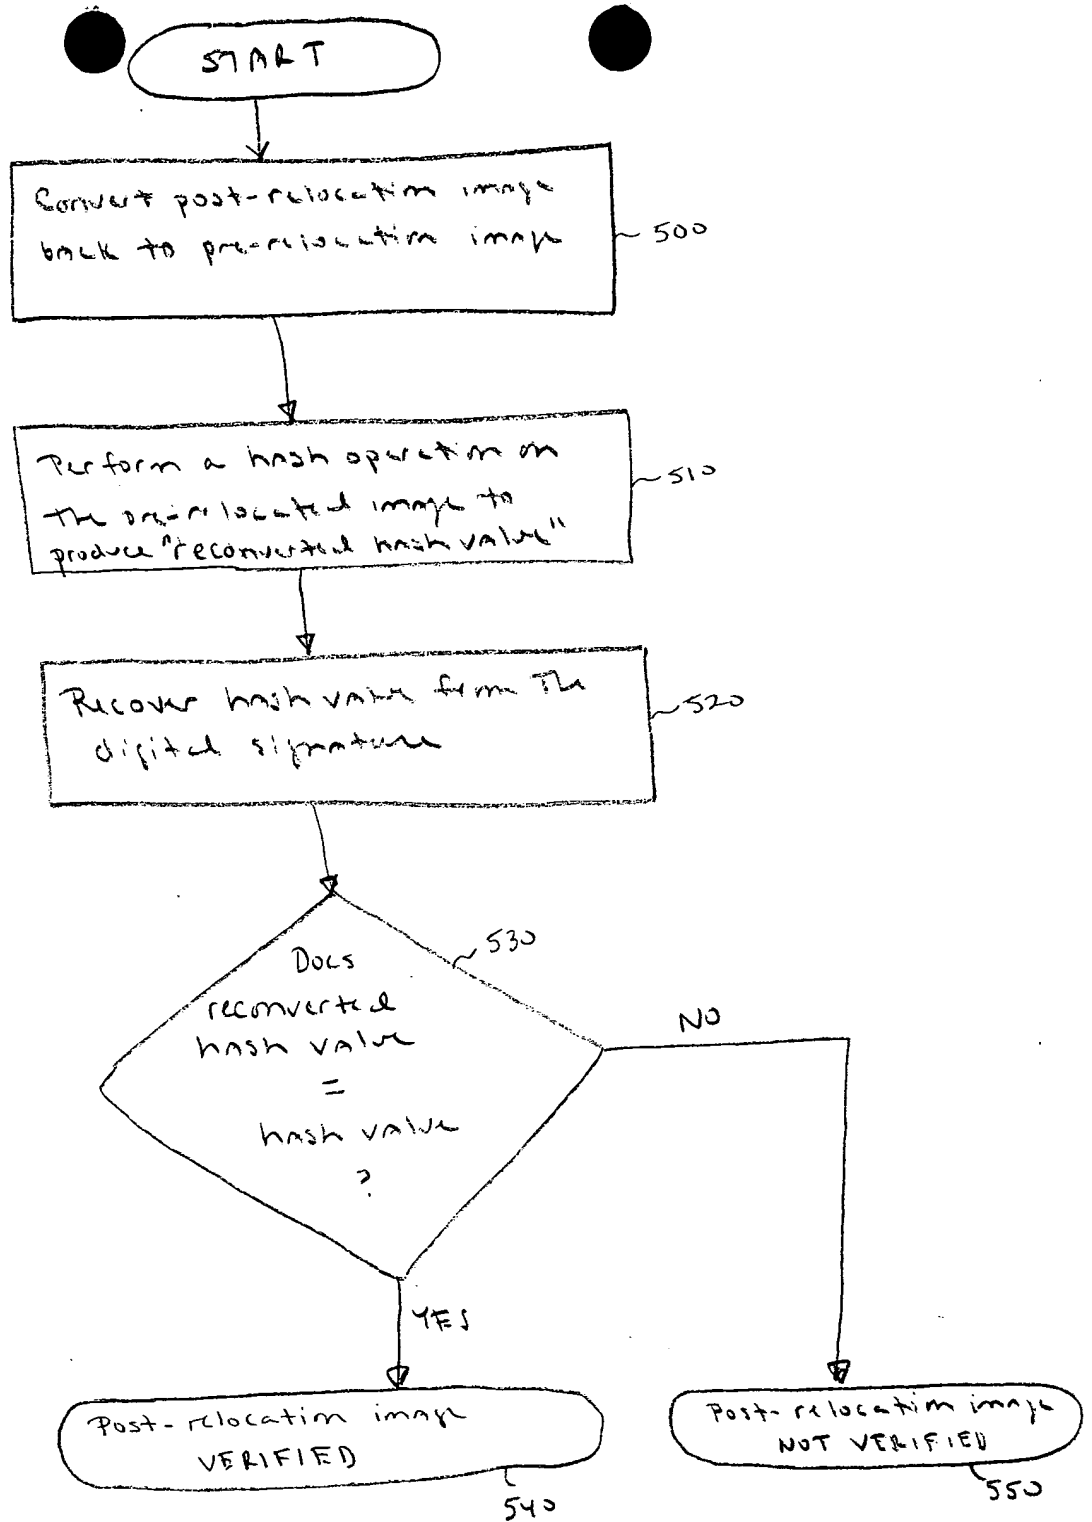 START
Convert post-relocation image
back to pre-relocation image
500
Perform a hash operation on
the pre-relocated image to
produce "reconverted hash value"
510
Recover hash value from the
digital signature
520
530
Does
reconverted
hash value
=
hash value
?
NO
YES
Post-relocation image
VERIFIED
540
Post-relocation image
NOT VERIFIED
550